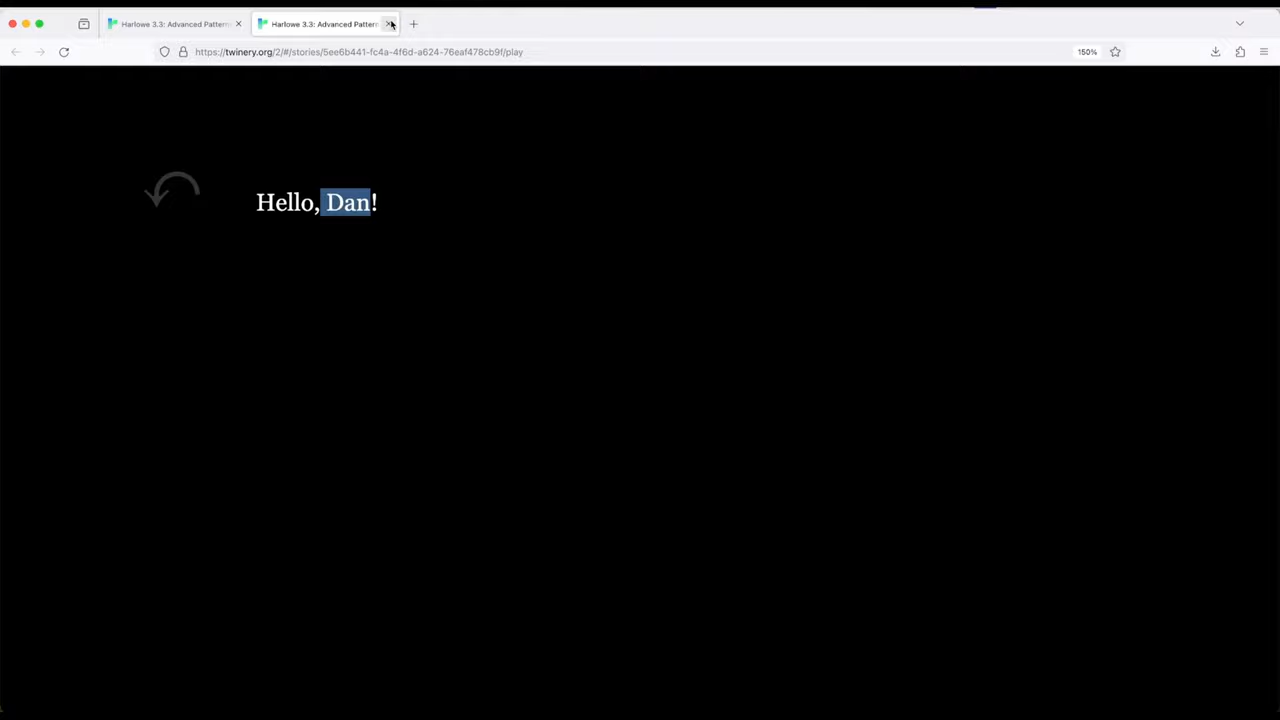 Harlowe 3.3: Advanced Pattern
Harlowe 3.3: Advanced Pattern
https://twinery.org/2/#/stories/5ee6b441-fc4a-4f6d-a624-76eaf478cb9f/play
150%
Hello, Dan!